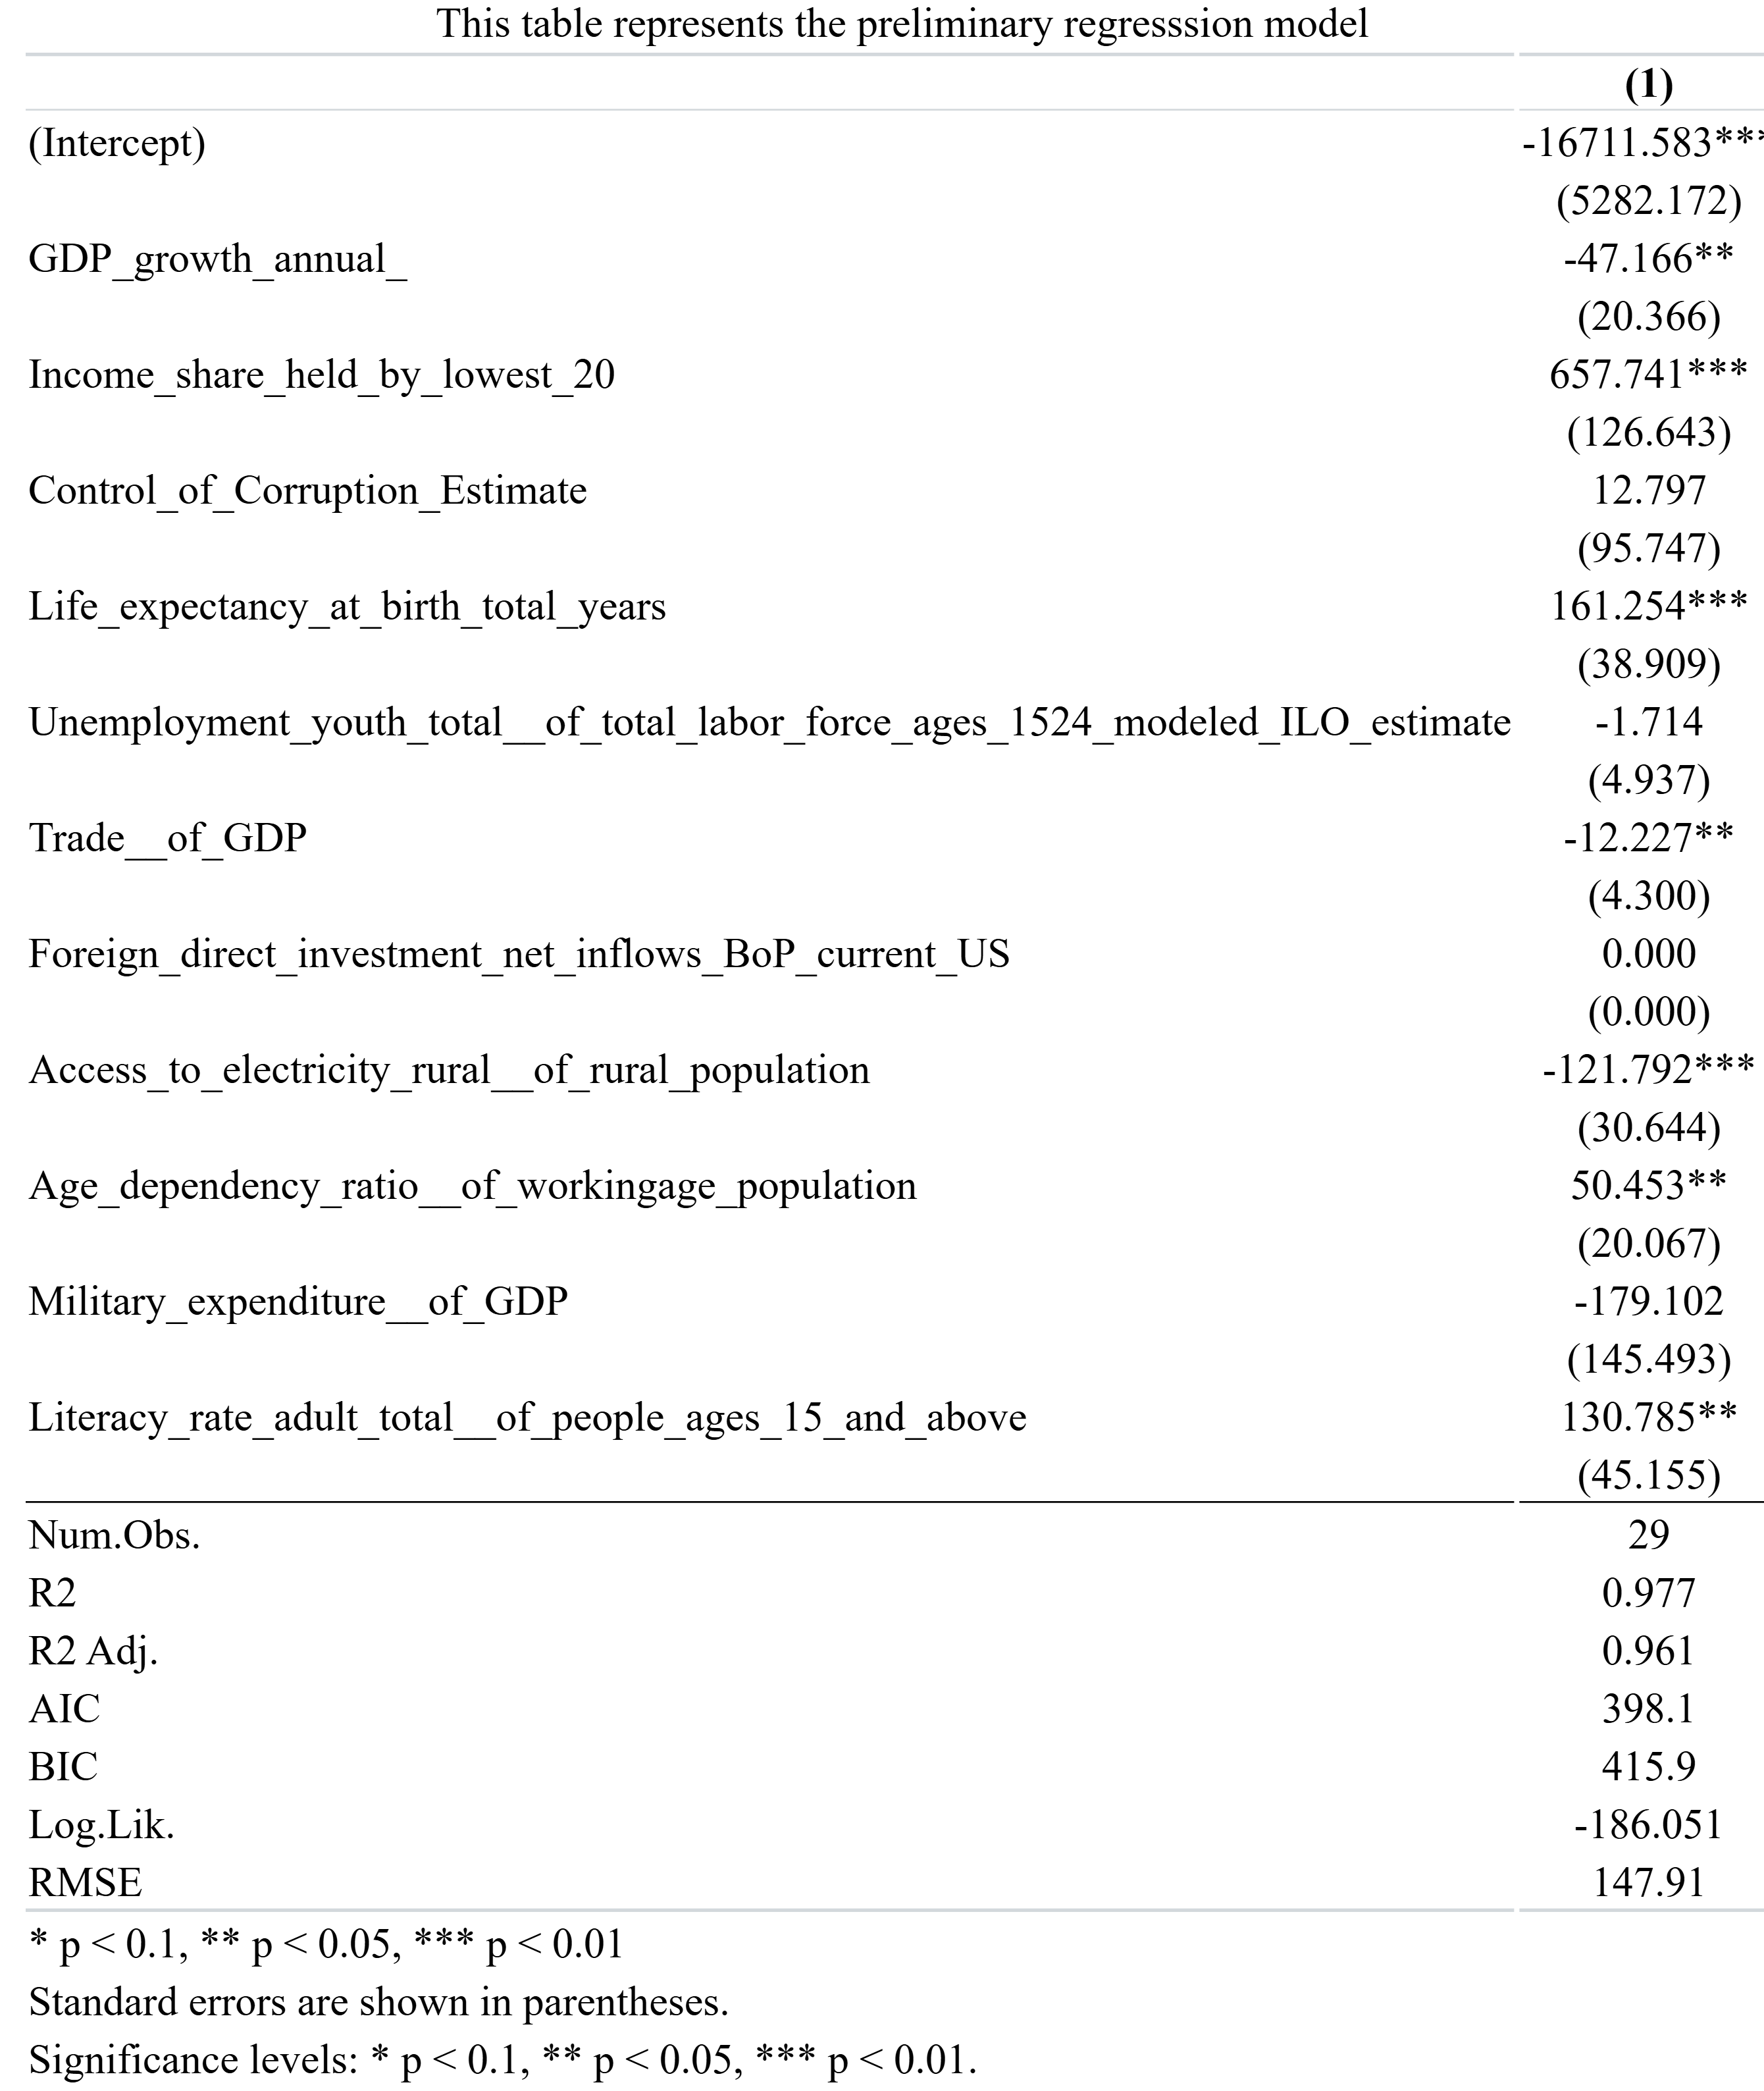 This table represents the preliminary regresssion model
(1)
(Intercept) -16711.583***
(5282.172)
GDP_growth_annual_ -47.166**
(20.366)
Income_share_held_by_lowest_20 657.741***
(126.643)
Control_of_Corruption_Estimate 12.797
(95.747)
Life_expectancy_at_birth_total_years 161.254***
(38.909)
Unemployment_youth_total__of_total_labor_force_ages_1524_modeled_ILO_estimate -1.714
(4.937)
Trade__of_GDP -12.227**
(4.300)
Foreign_direct_investment_net_inflows_BoP_current_US 0.000
(0.000)
Access_to_electricity_rural__of_rural_population -121.792***
(30.644)
Age_dependency_ratio__of_workingage_population 50.453**
(20.067)
Military_expenditure__of_GDP -179.102
(145.493)
Literacy_rate_adult_total__of_people_ages_15_and_above 130.785**
(45.155)
Num.Obs. 29
R2 0.977
R2 Adj. 0.961
AIC 398.1
BIC 415.9
Log.Lik. -186.051
RMSE 147.91
* p < 0.1, ** p < 0.05, *** p < 0.01
Standard errors are shown in parentheses.
Significance levels: * p < 0.1, ** p < 0.05, *** p < 0.01.